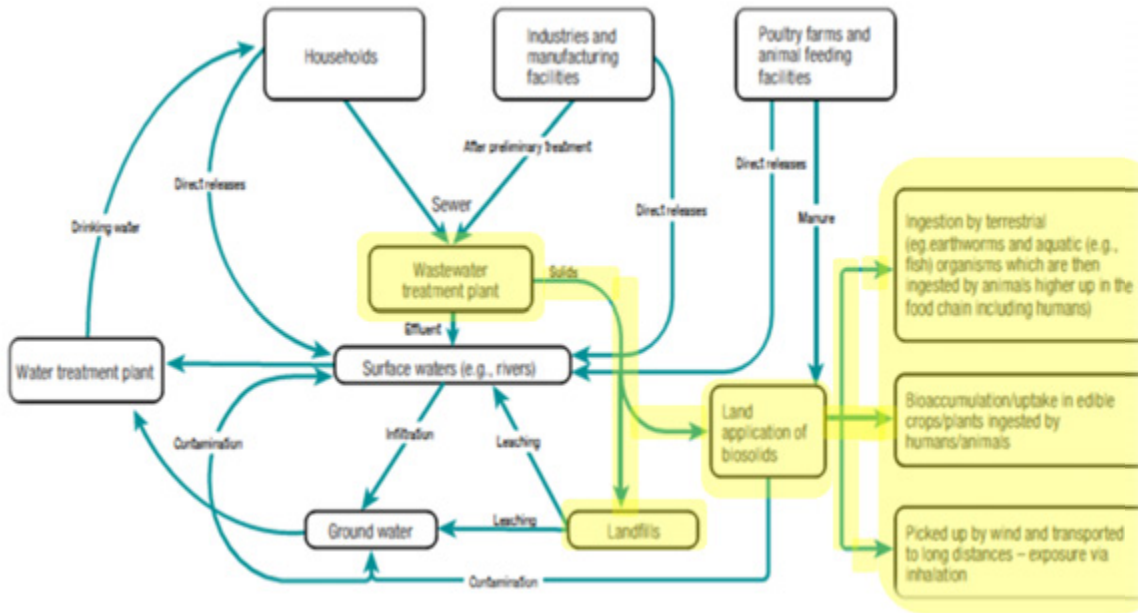 Households
Industries and
manufacturing
facilities
Poultry farms and
animal feeding
facilities
After preliminary treatment
Direct releases
Direct releases
Direct releases
Drinking water
Sewer
Manure
Ingestion by terrestrial
(eg.earthworms and aquatic (e.g.,
fish) organisms which are then
ingested by animals higher up in the
food chain including humans)
Wastewater
treatment plant
Solids
Effluent
Water treatment plant
Surface waters (e.g., rivers)
Land
application of
biosolids
Bioaccumulation/uptake in edible
crops/plants ingested by
humans/animals
Contamination
Infiltration
Leaching
Ground water
Leaching
Landfills
Picked up by wind and transported
to long distances – exposure via
inhalation
Contamination